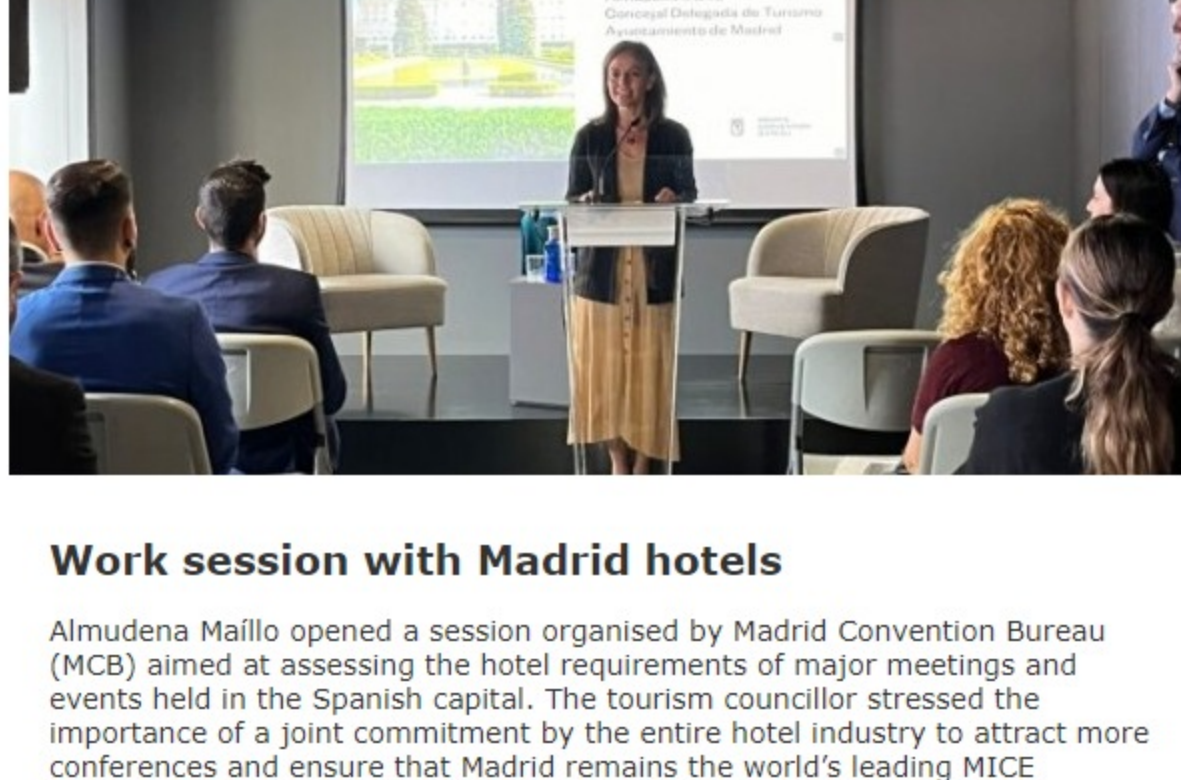 Concejal Delegada de Turismo
Ayuntamiento de Madrid
Work session with Madrid hotels
Almudena Maíllo opened a session organised by Madrid Convention Bureau
(MCB) aimed at assessing the hotel requirements of major meetings and
events held in the Spanish capital. The tourism councillor stressed the
importance of a joint commitment by the entire hotel industry to attract more
conferences and ensure that Madrid remains the world’s leading MICE